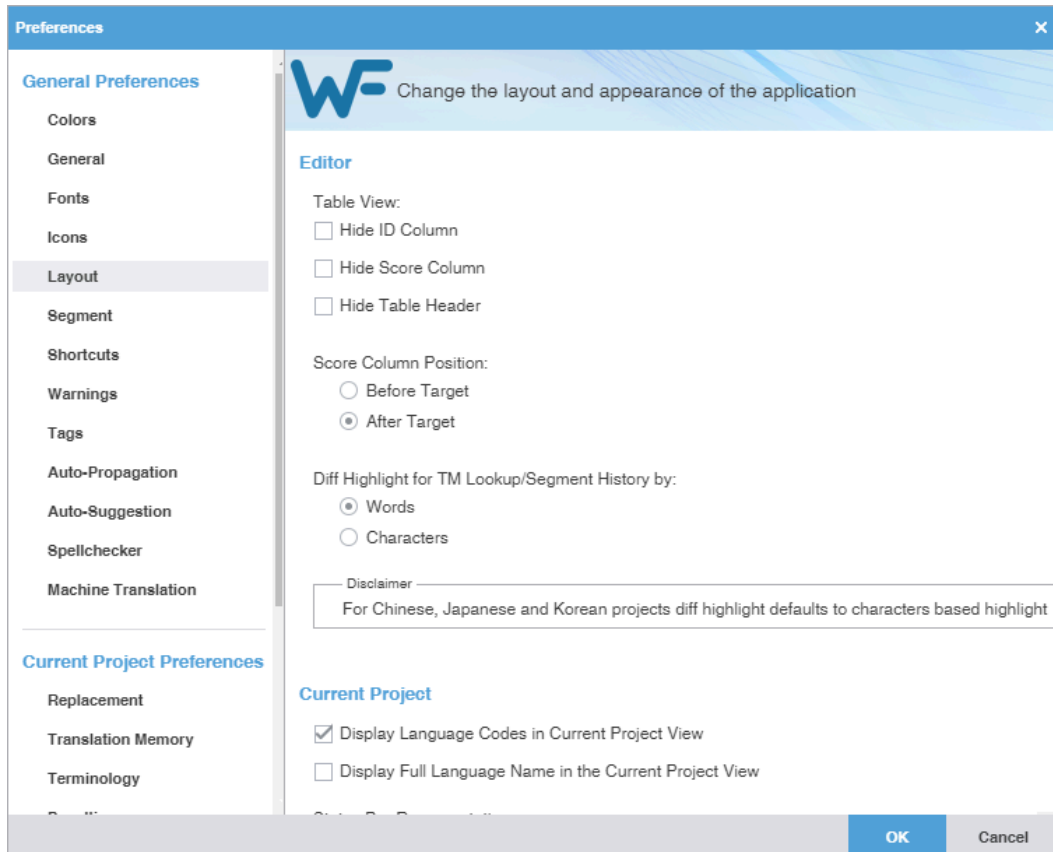 Preferences
General Preferences
Colors
General
Fonts
Icons
Layout
Segment
Shortcuts
Warnings
Tags
Auto-Propagation
Auto-Suggestion
Spellchecker
Machine Translation
Current Project Preferences
Replacement
Translation Memory
Terminology
WF
Change the layout and appearance of the application
Editor
Table View:
Hide ID Column
Hide Score Column
Hide Table Header
Score Column Position:
Before Target
After Target
Diff Highlight for TM Lookup/Segment History by:
Words
Characters
Disclaimer
For Chinese, Japanese and Korean projects diff highlight defaults to characters based highlight
Current Project
Display Language Codes in Current Project View
Display Full Language Name in the Current Project View
OK
Cancel